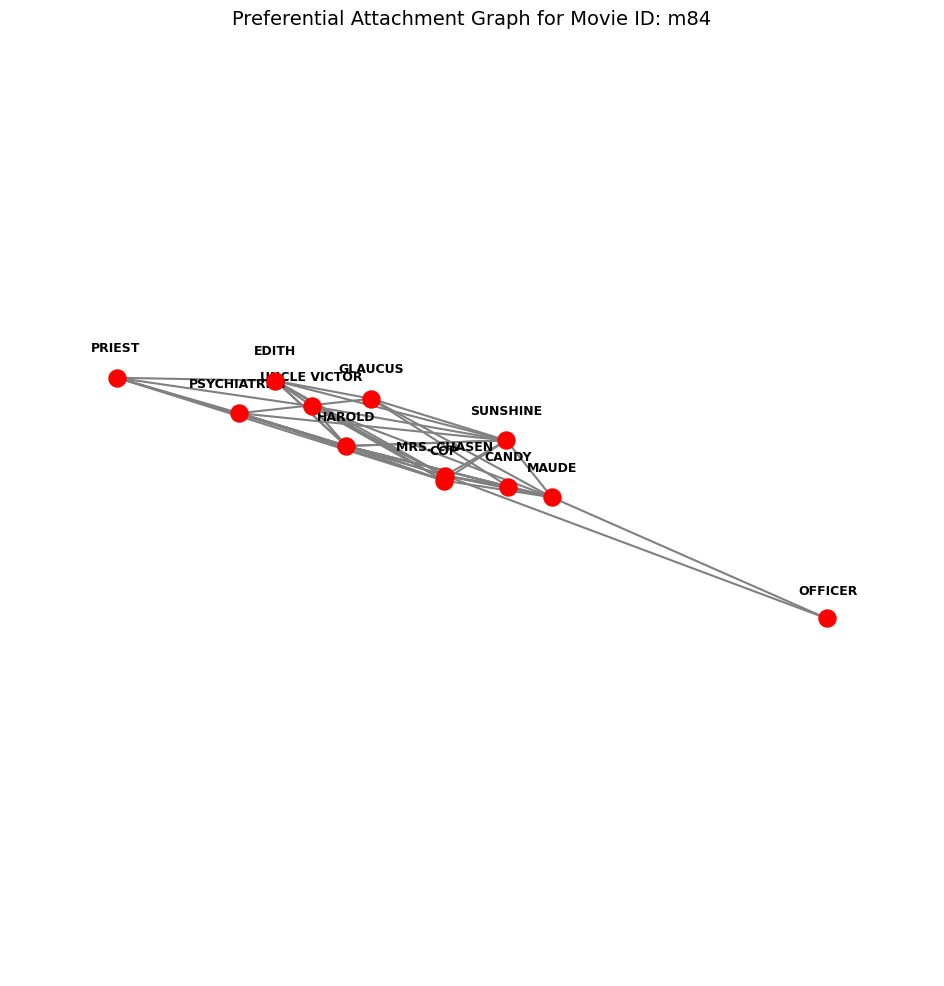 Preferential Attachment Graph for Movie ID: m84
PRIEST
EDITH
GLAUCUS
UNCLE VICTOR
PSYCHIATRIST
SUNSHINE
HAROLD
MRS. CHASEN
COP
CANDY
MAUDE
OFFICER